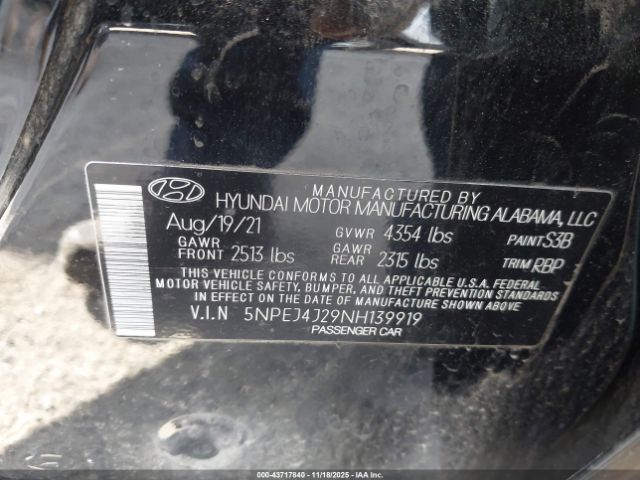 MANUFACTURED BY
HYUNDAI MOTOR MANUFACTURING ALABAMA, LLC
Aug/19/21 GVWR 4354 lbs PAINT S3B
GAWR FRONT 2513 lbs GAWR REAR 2315 lbs TRIM RBP
THIS VEHICLE CONFORMS TO ALL APPLICABLE U.S.A. FEDERAL
MOTOR VEHICLE SAFETY, BUMPER, AND THEFT PREVENTION STANDARDS
IN EFFECT ON THE DATE OF MANUFACTURE SHOWN ABOVE
V.I.N 5NPEJ4J29NH139919
PASSENGER CAR
000-43717840 - 11/18/2025 - IAAI.COM